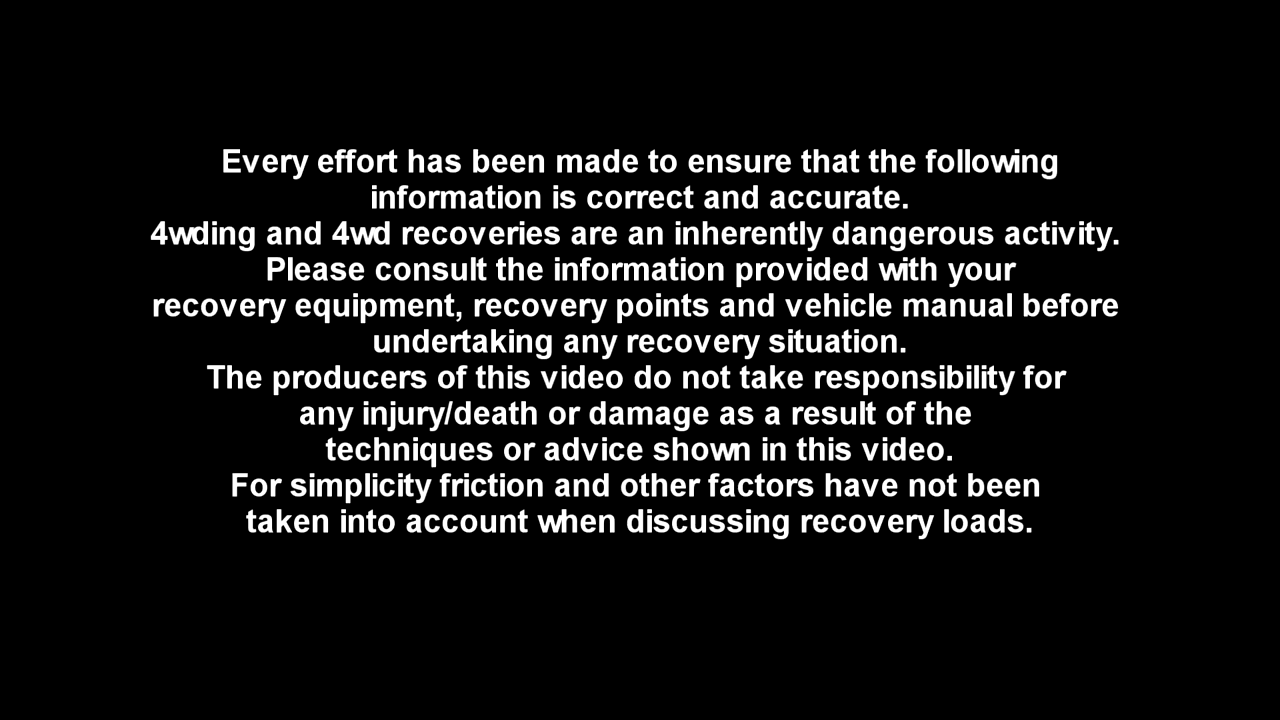 Every effort has been made to ensure that the following
information is correct and accurate.
4wding and 4wd recoveries are an inherently dangerous activity.
Please consult the information provided with your
recovery equipment, recovery points and vehicle manual before
undertaking any recovery situation.
The producers of this video do not take responsibility for
any injury/death or damage as a result of the
techniques or advice shown in this video.
For simplicity friction and other factors have not been
taken into account when discussing recovery loads.